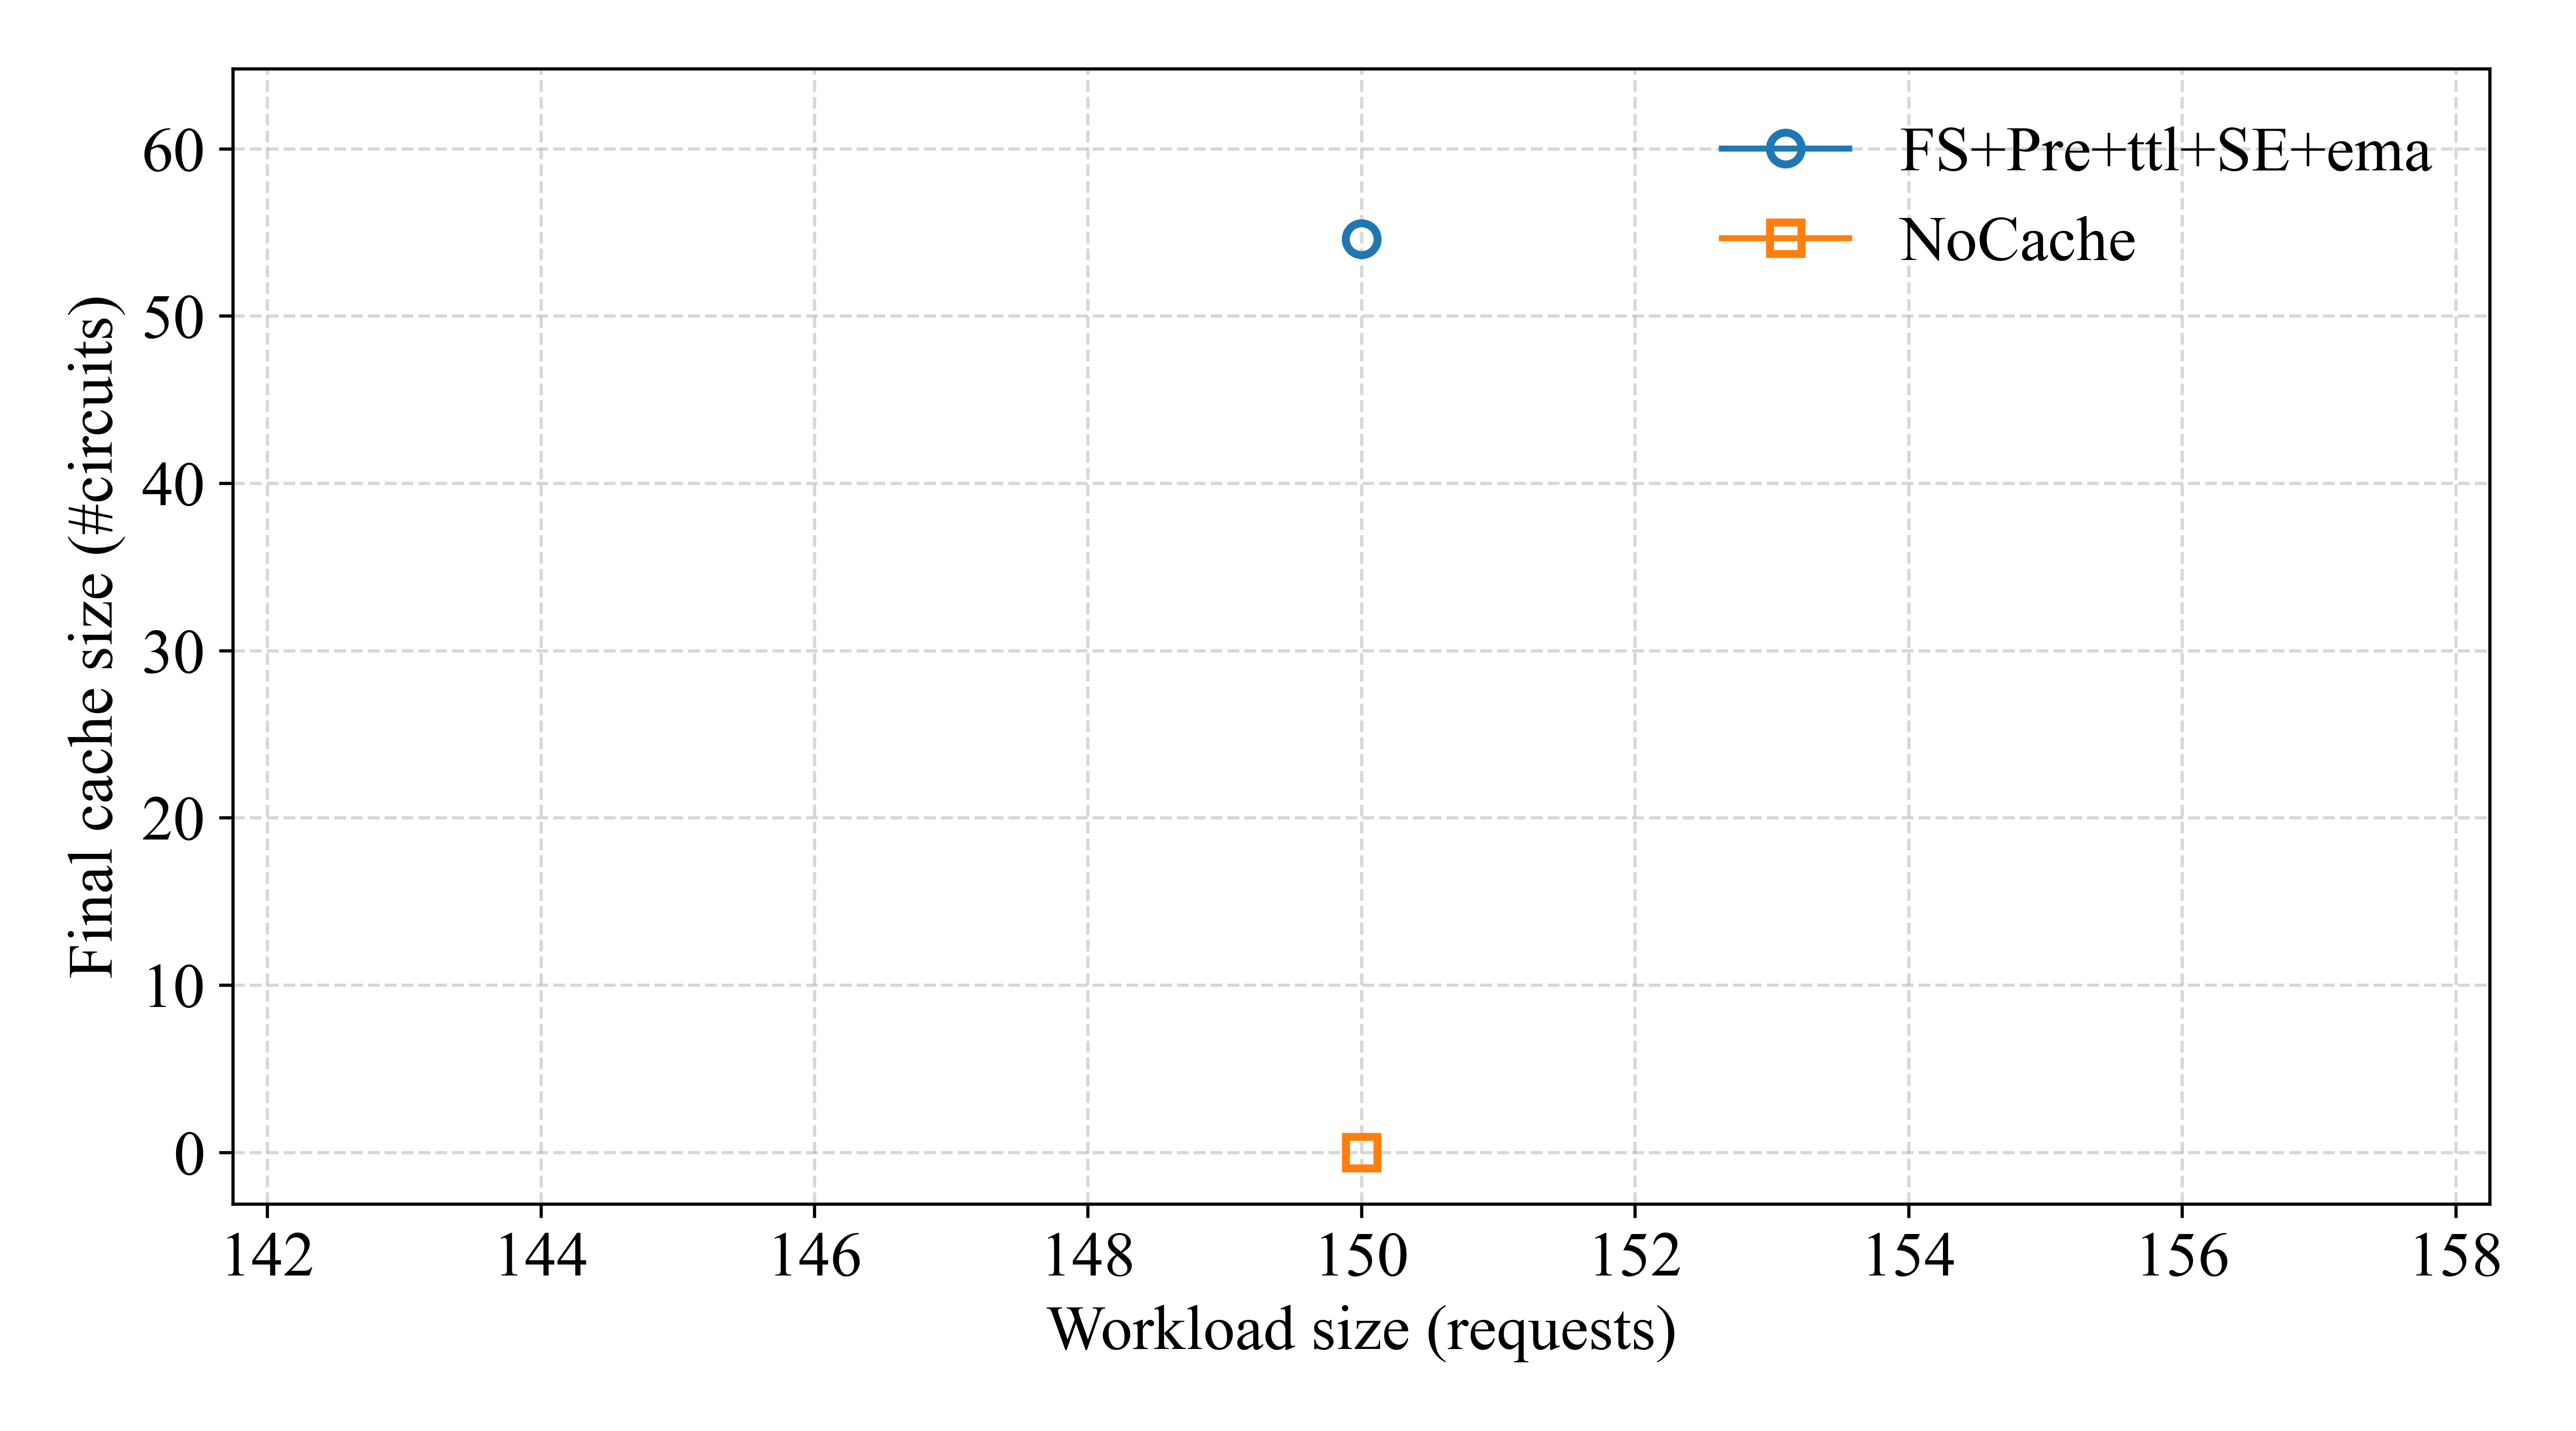 FS+Pre+ttl+SE+ema
NoCache
Final cache size (#circuits)
60
50
40
30
20
10
0
142 144 146 148 150 152 154 156 158
Workload size (requests)